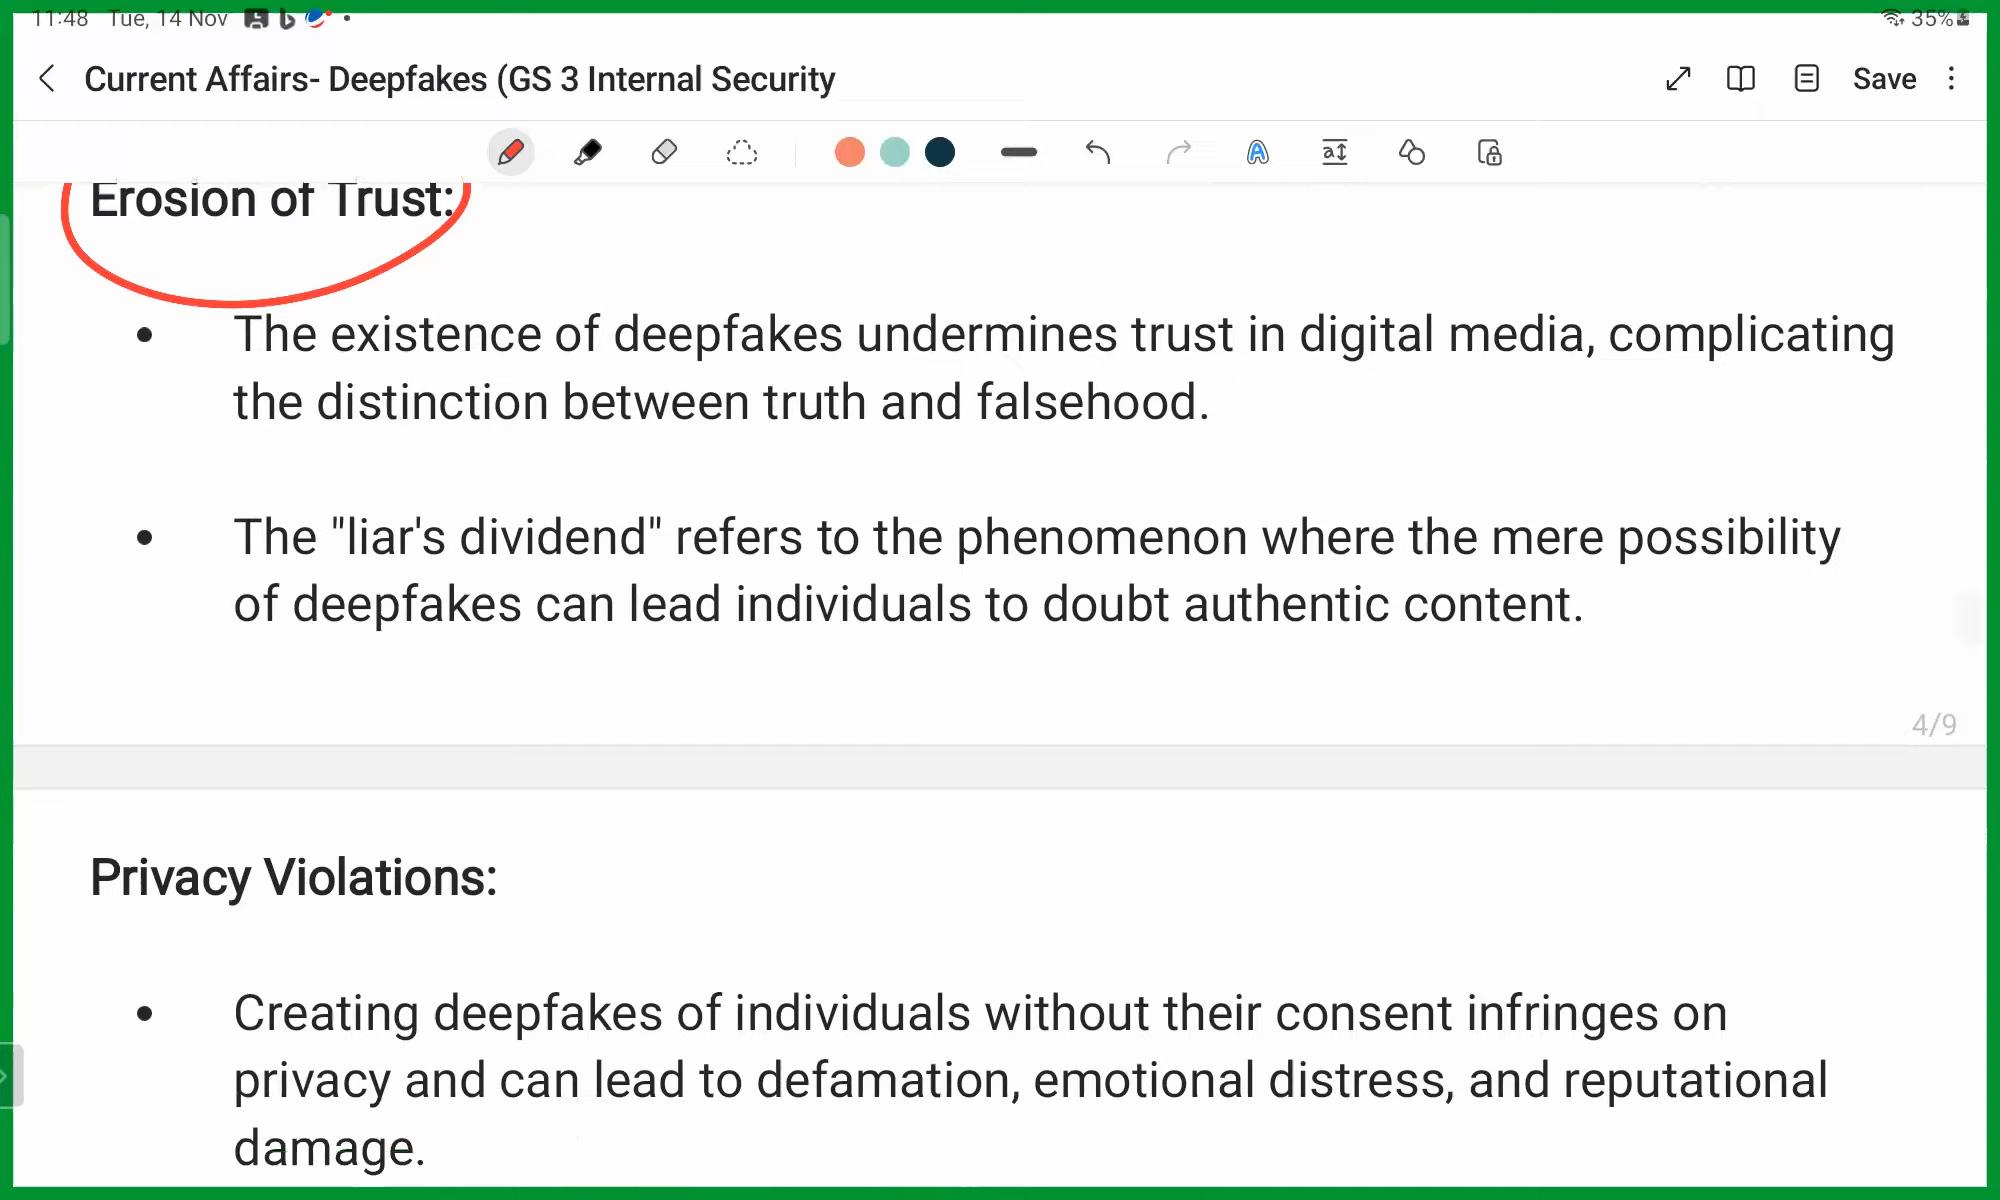 11:48 Tue, 14 Nov
35%
Current Affairs- Deepfakes (GS 3 Internal Security
Save
Erosion of Trust:
• The existence of deepfakes undermines trust in digital media, complicating
the distinction between truth and falsehood.
• The "liar's dividend" refers to the phenomenon where the mere possibility
of deepfakes can lead individuals to doubt authentic content.
4/9
Privacy Violations:
• Creating deepfakes of individuals without their consent infringes on
privacy and can lead to defamation, emotional distress, and reputational
damage.